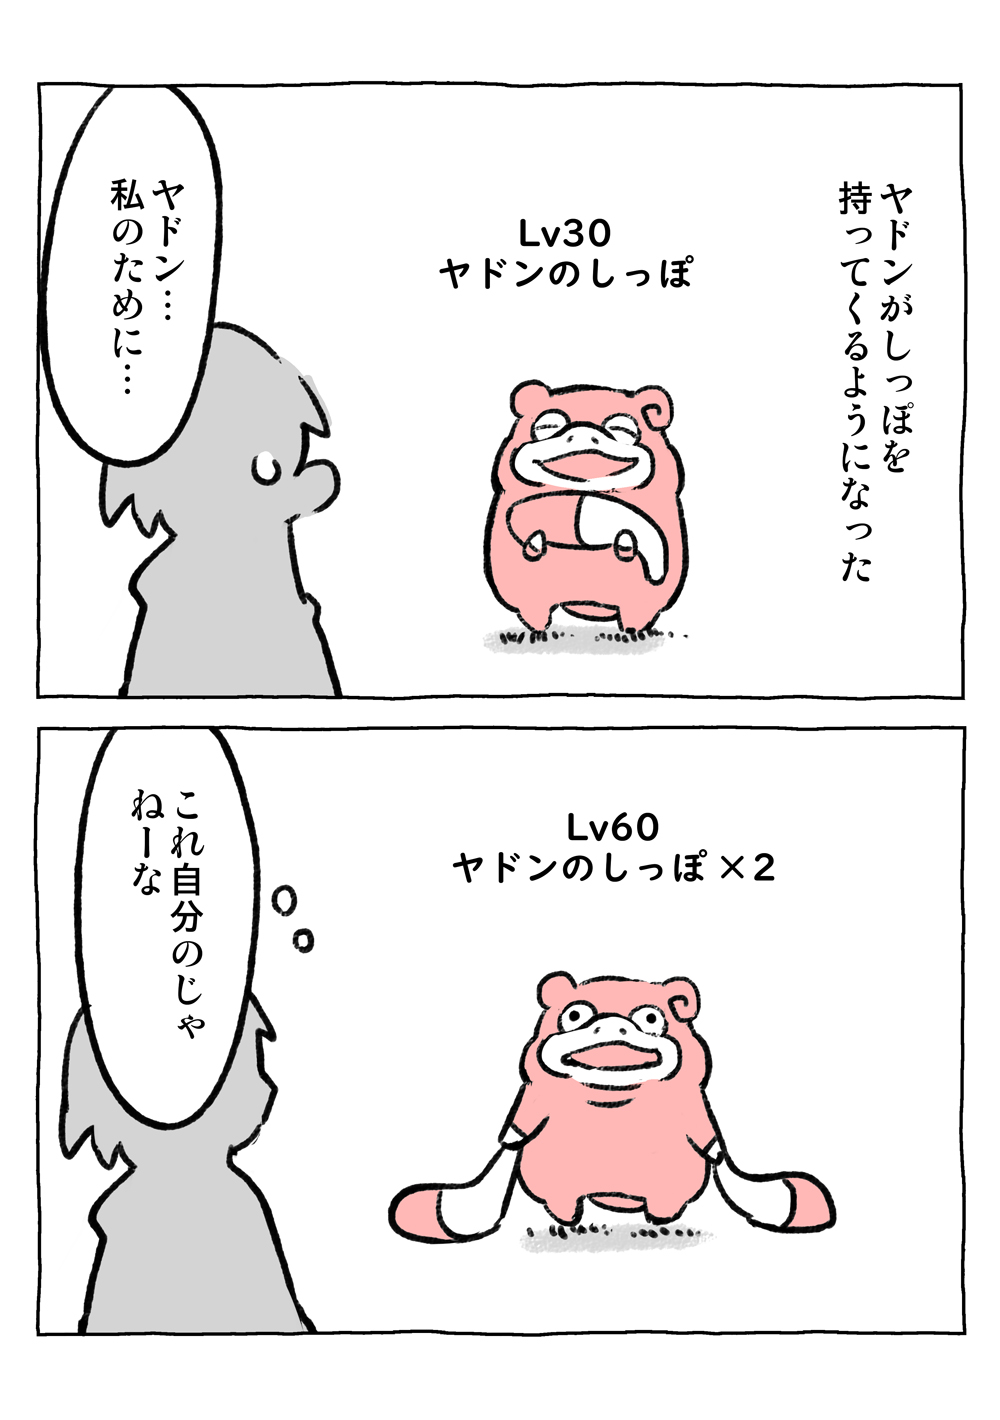 ヤドンがしっぽを
持ってくるようになった
Lv30
ヤドンのしっぽ
ヤドン…
私のために…
Lv60
ヤドンのしっぽ×2
これ自分のじゃ
ねーな